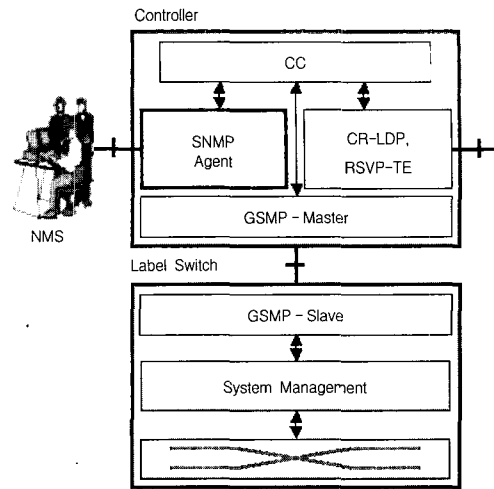 Controller
CC
SNMP
Agent
CR-LDP,
RSVP-TE
GSMP-Master
NMS
Label Switch
GSMP-Slave
System Management